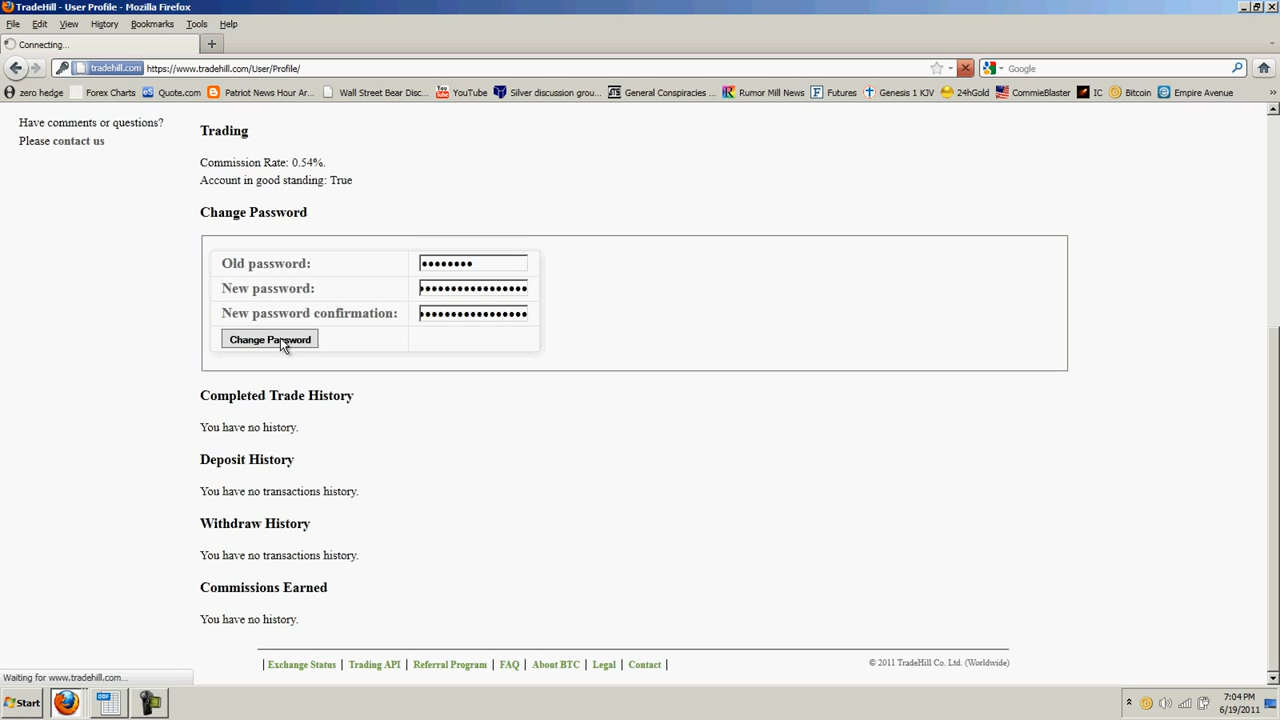 TradeHill - User Profile - Mozilla Firefox
File Edit View History Bookmarks Tools Help
Connecting...
tradehill.com https://www.tradehill.com/User/Profile/ Google
zero hedge Forex Charts Quote.com Patriot News Hour Ar... Wall Street Bear Disc... YouTube Silver discussion grou... General Conspiracies ... Rumor Mill News Futures Genesis 1 KJV 24hGold CommieBlaster IC Bitcoin Empire Avenue
Have comments or questions?
Please contact us
Trading
Commission Rate: 0.54%.
Account in good standing: True
Change Password
Old password: ••••••••
New password: •••••••••••••••••
New password confirmation: •••••••••••••••••
Change Password
Completed Trade History
You have no history.
Deposit History
You have no transactions history.
Withdraw History
You have no transactions history.
Commissions Earned
You have no history.
| Exchange Status | Trading API | Referral Program | FAQ | About BTC | Legal | Contact |
© 2011 TradeHill Co. Ltd. (Worldwide)
Waiting for www.tradehill.com...
Start
7:04 PM
6/19/2011